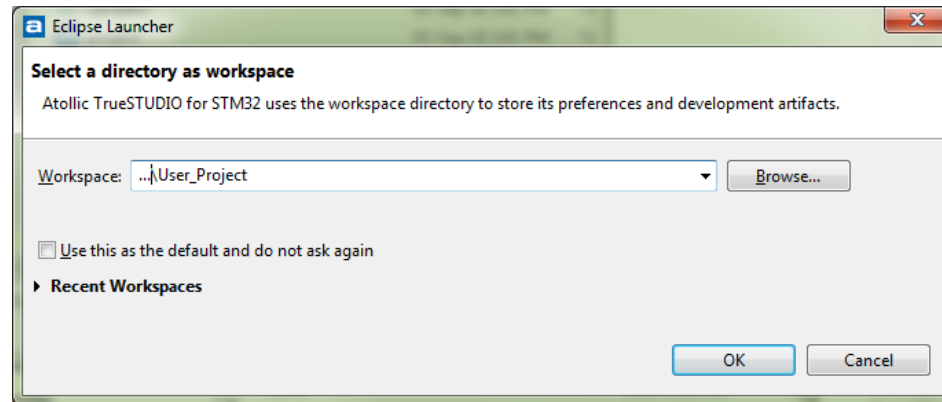 Eclipse Launcher
Select a directory as workspace
Atollic TrueSTUDIO for STM32 uses the workspace directory to store its preferences and development artifacts.
Workspace: ...\User_Project Browse...
Use this as the default and do not ask again
Recent Workspaces
OK Cancel